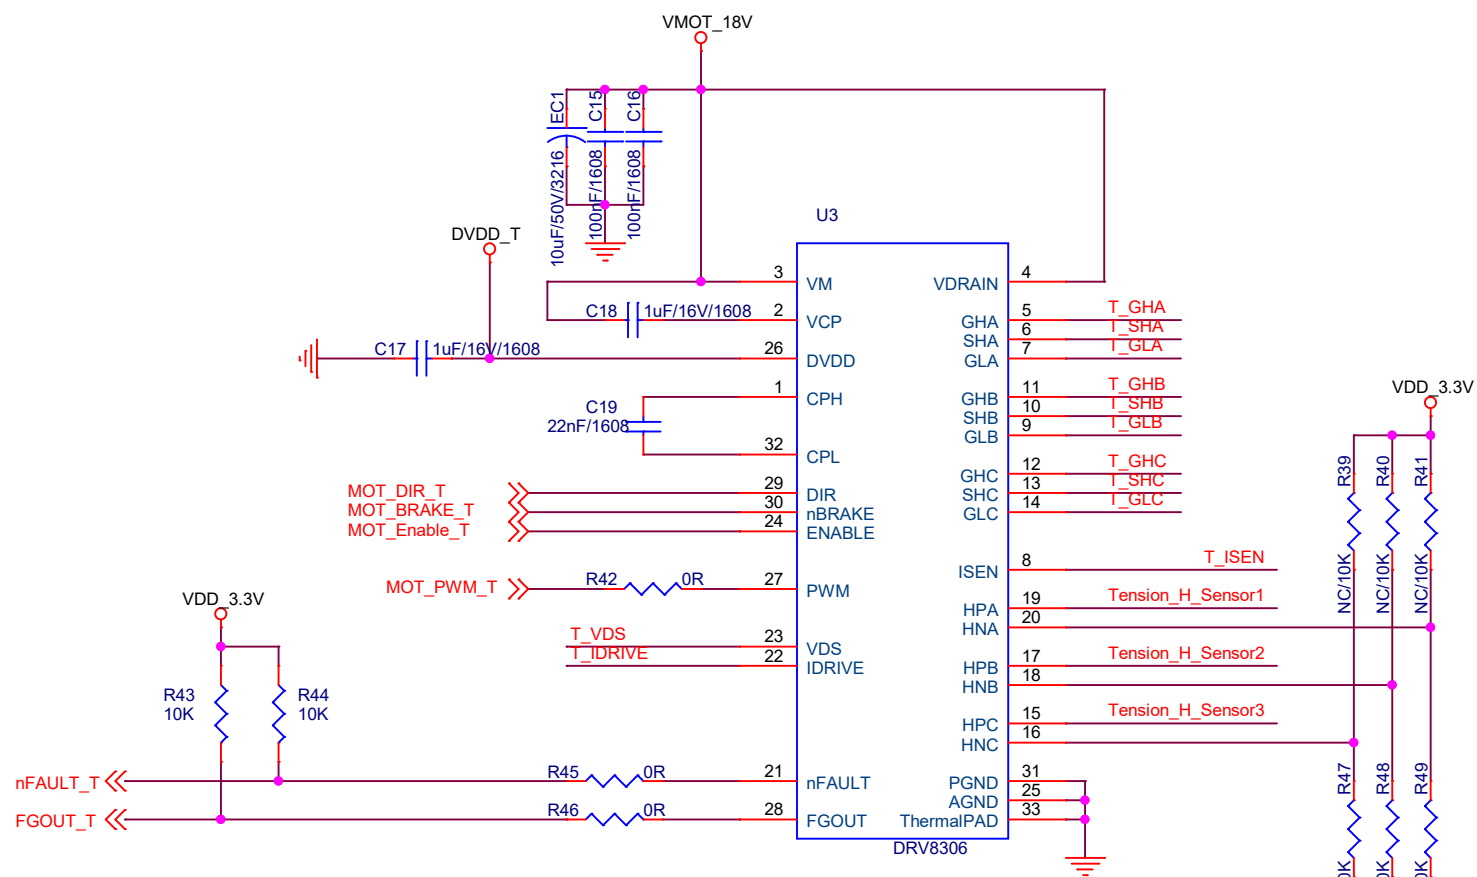 VMOT_18V
EC1
10uF/50V/3216
C15
100nF/1608
C16
100nF/1608
U3
DVDD_T
3 VM
VDRAIN 4
C18 1uF/16V/1608 2 VCP
GHA 5 T_GHA
SHA 6 T_SHA
C17 1uF/16V/1608 26 DVDD
GLA 7 T_GLA
1 CPH
GHB 11 T_GHB
C19
22nF/1608
SHB 10 T_SHB
GLB 9 T_GLB
VDD_3.3V
32 CPL
GHC 12 T_GHC
MOT_DIR_T 29 DIR
SHC 13 T_SHC
MOT_BRAKE_T 30 nBRAKE
GLC 14 T_GLC
MOT_Enable_T 24 ENABLE
R39
NC/10K
R40
NC/10K
R41
NC/10K
ISEN 8 T_ISEN
MOT_PWM_T R42 0R 27 PWM
HPA 19 Tension_H_Sensor1
HNA 20
VDD_3.3V
T_VDS 23 VDS
T_IDRIVE 22 IDRIVE
HPB 17 Tension_H_Sensor2
HNB 18
R43
10K
R44
10K
HPC 15 Tension_H_Sensor3
HNC 16
nFAULT_T R45 0R 21 nFAULT
PGND 31
AGND 25
FGOUT_T R46 0R 28 FGOUT
ThermalPAD 33
DRV8306
R47
R48
R49